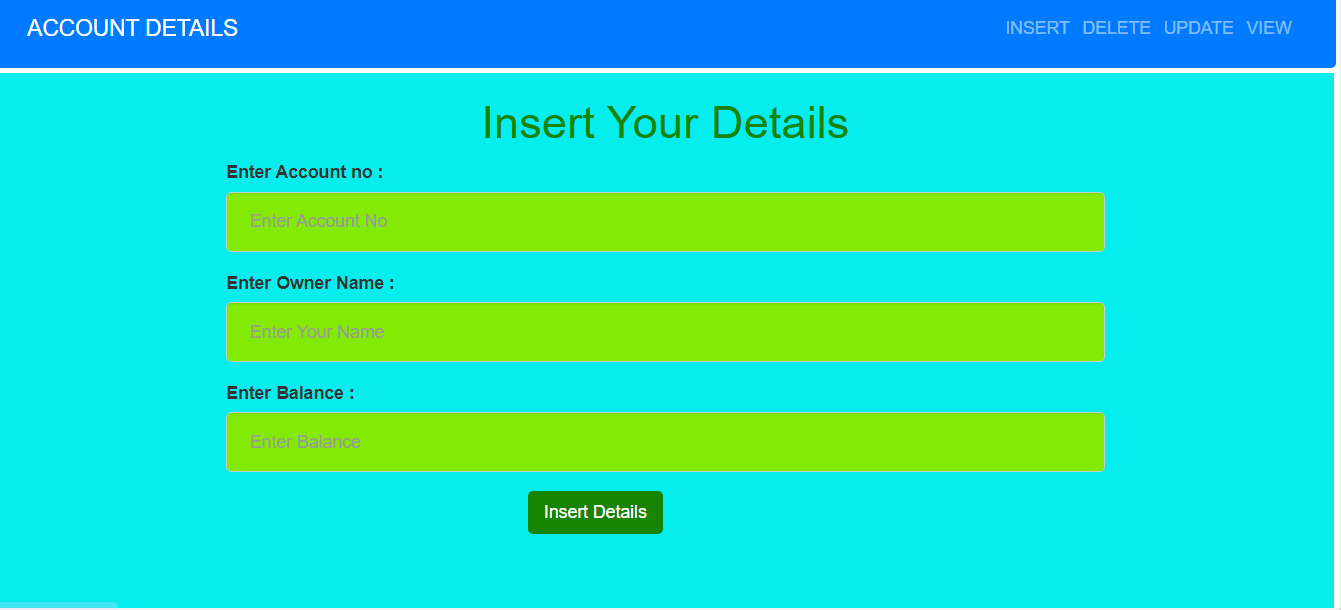 ACCOUNT DETAILS INSERT DELETE UPDATE VIEW
Insert Your Details
Enter Account no :
Enter Account No
Enter Owner Name :
Enter Your Name
Enter Balance :
Enter Balance
Insert Details